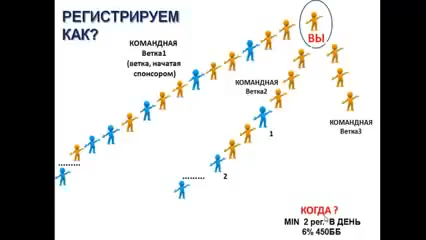 РЕГИСТРИРУЕМ
КАК?
ВЫ
КОМАНДНАЯ
Ветка1
(ветка, начатая
спонсором)
КОМАНДНАЯ
Ветка2
КОМАНДНАЯ
Ветка3
1
2
.........
.........
КОГДА ?
MIN 2 рег. В ДЕНЬ
6% 450ББ